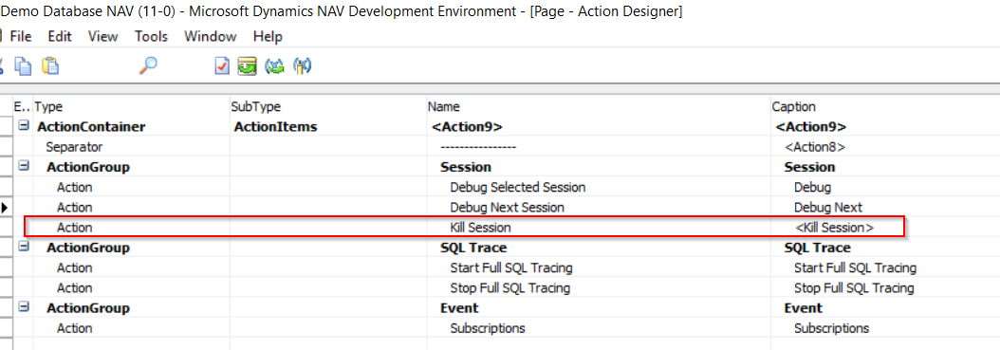 Demo Database NAV (11-0) - Microsoft Dynamics NAV Development Environment - [Page - Action Designer]
File Edit View Tools Window Help
E.. Type SubType Name Caption
ActionContainer ActionItems <Action9> <Action9>
Separator ---------------- <Action8>
ActionGroup Session Session
Action Debug Selected Session Debug
Action Debug Next Session Debug Next
Action Kill Session <Kill Session>
ActionGroup SQL Trace SQL Trace
Action Start Full SQL Tracing Start Full SQL Tracing
Action Stop Full SQL Tracing Stop Full SQL Tracing
ActionGroup Event Event
Action Subscriptions Subscriptions